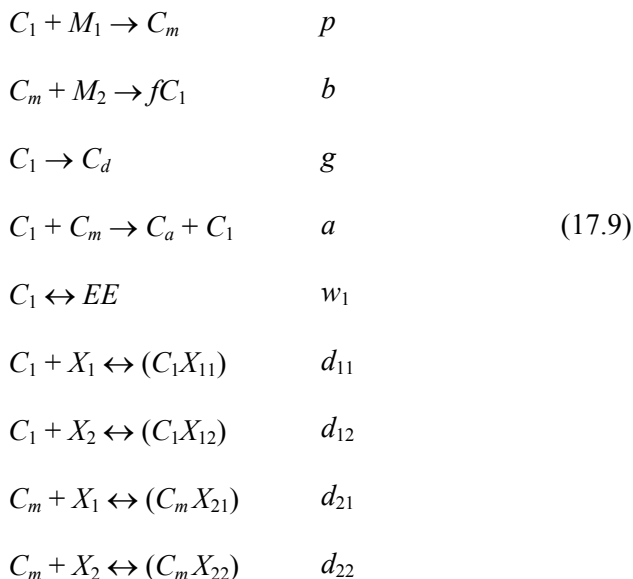 C₁ + M₁ → Cₘ p
Cₘ + M₂ → fC₁ b
C₁ → C_d g
C₁ + Cₘ → Cₐ + C₁ a (17.9)
C₁ ↔ EE w₁
C₁ + X₁ ↔ (C₁X₁₁) d₁₁
C₁ + X₂ ↔ (C₁X₁₂) d₁₂
Cₘ + X₁ ↔ (CₘX₂₁) d₂₁
Cₘ + X₂ ↔ (CₘX₂₂) d₂₂